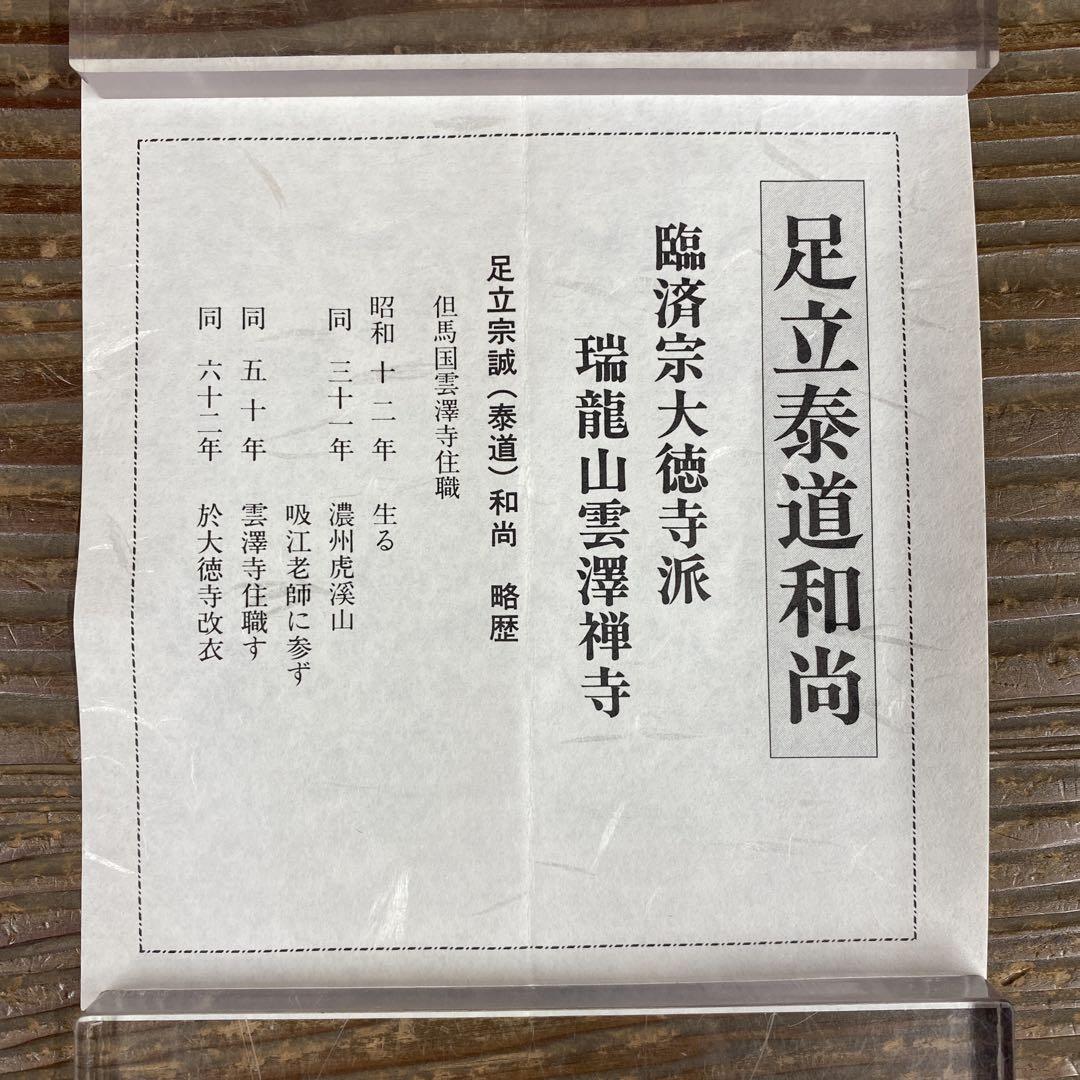 足立泰道和尚
臨済宗大徳寺派
瑞龍山雲澤禅寺
足立宗誠（泰道）和尚　略歴
但馬国雲澤寺住職
昭和　十二年　生る
同　三十一年　濃州虎溪山
吸江老師に参ず
同　五十年　雲澤寺住職す
同　六十二年　於大徳寺改衣